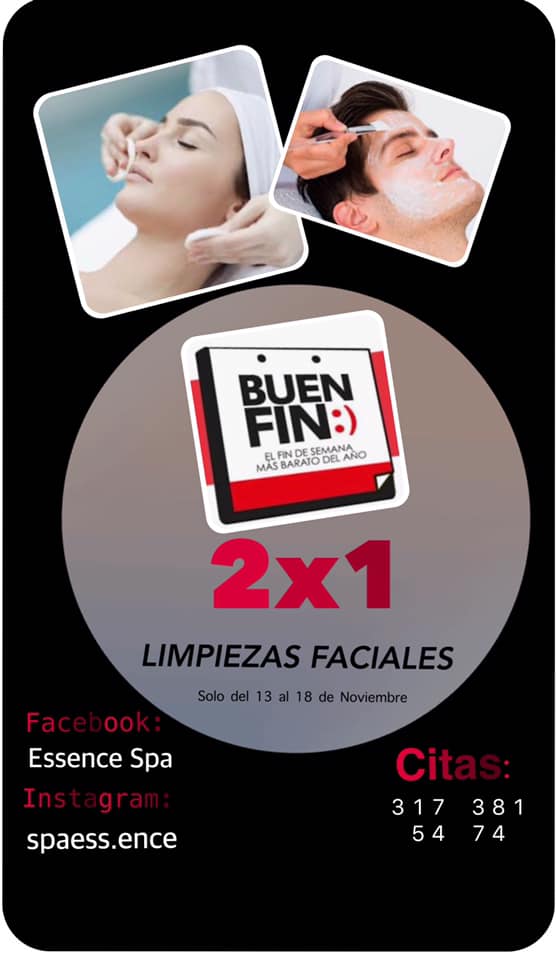 BUEN
FIN:)
EL FIN DE SEMANA
MÁS BARATO DEL AÑO
2x1
LIMPIEZAS FACIALES
Solo del 13 al 18 de Noviembre
Facebook:
Essence Spa
Instagram:
spaess.ence
Citas:
317 381
54 74